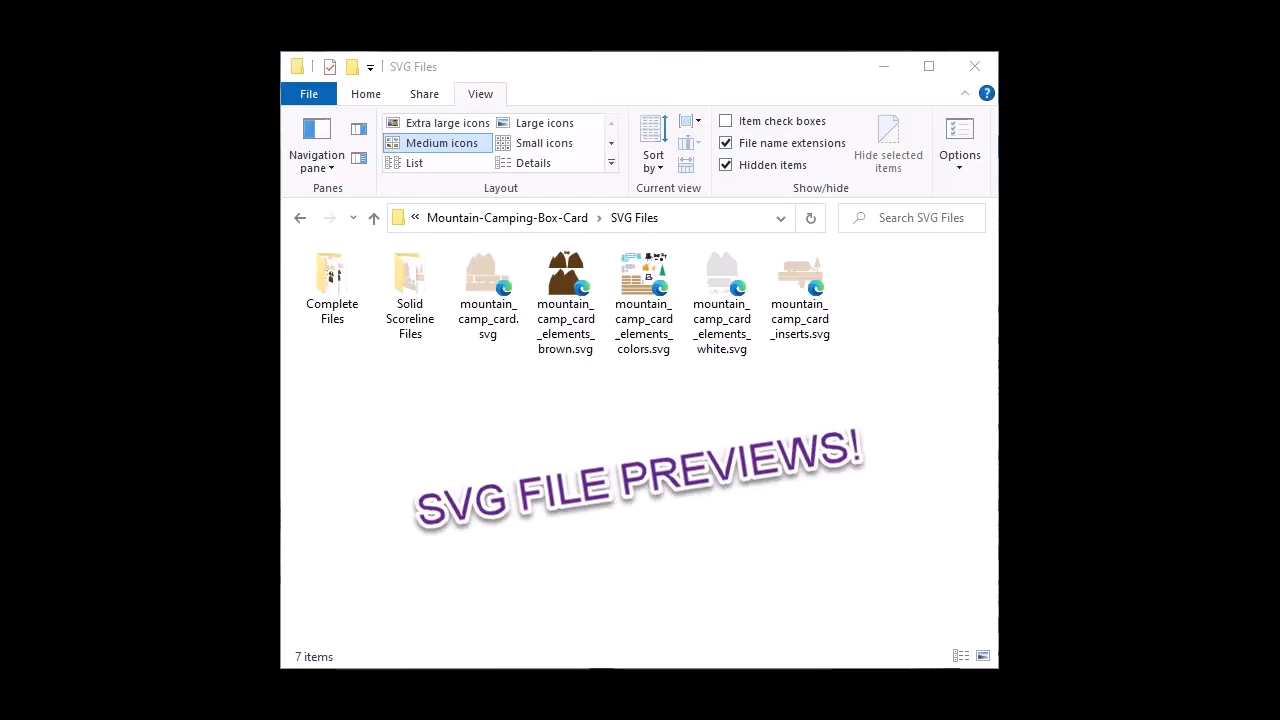 SVG Files
File Home Share View
Navigation pane
Panes
Extra large icons Large icons
Medium icons Small icons
List Details
Layout
Sort by
Current view
Item check boxes
File name extensions
Hidden items
Hide selected items
Show/hide
Options
« Mountain-Camping-Box-Card › SVG Files
Search SVG Files
Complete
Files
Solid
Scoreline
Files
mountain_
camp_card.
svg
mountain_
camp_card
_elements_
brown.svg
mountain_
camp_card
_elements_
colors.svg
mountain_
camp_card
_elements_
white.svg
mountain_
camp_card
_inserts.svg
SVG FILE PREVIEWS!
7 items